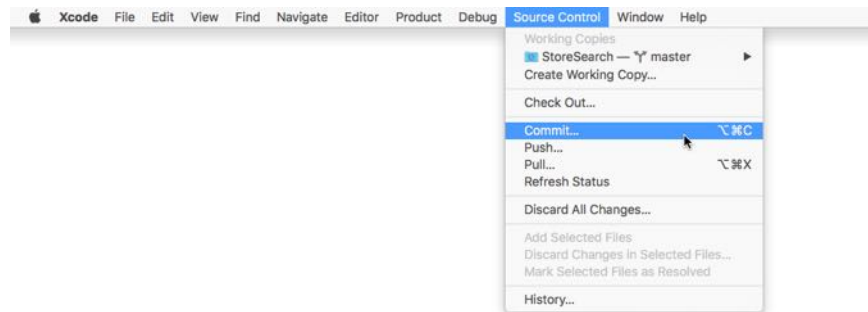 Xcode File Edit View Find Navigate Editor Product Debug Source Control Window Help
Working Copies
StoreSearch — master
Create Working Copy...
Check Out...
Commit... ⌥⌘C
Push...
Pull... ⌥⌘X
Refresh Status
Discard All Changes...
Add Selected Files
Discard Changes in Selected Files...
Mark Selected Files as Resolved
History...